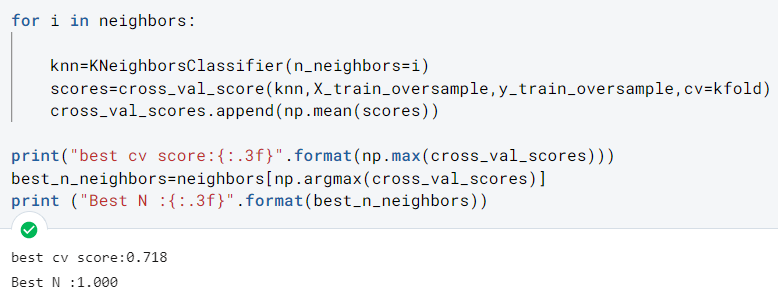 for i in neighbors:
knn=KNeighborsClassifier(n_neighbors=i)
scores=cross_val_score(knn,X_train_oversample,y_train_oversample,cv=kfold)
cross_val_scores.append(np.mean(scores))
print("best cv score:{:.3f}".format(np.max(cross_val_scores)))
best_n_neighbors=neighbors[np.argmax(cross_val_scores)]
print ("Best N :{:.3f}".format(best_n_neighbors))
best cv score:0.718
Best N :1.000